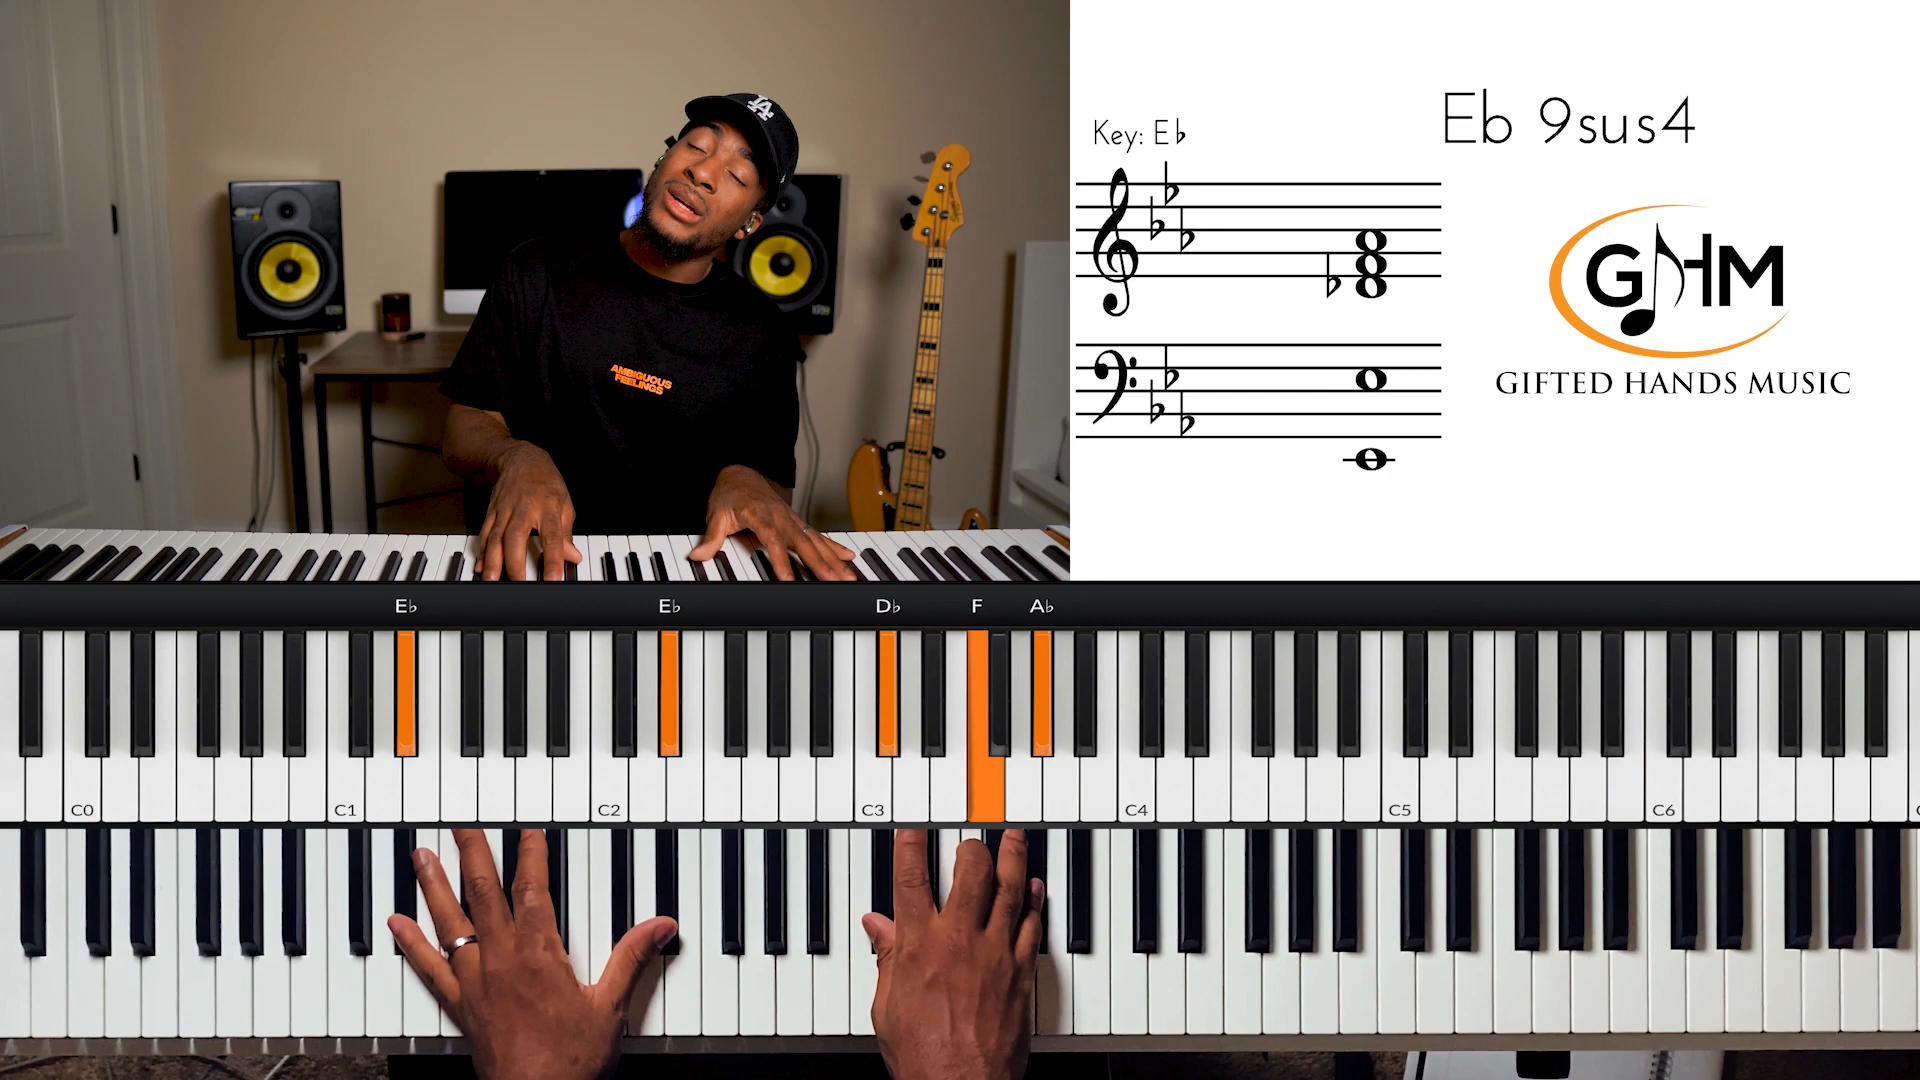 LA
AMBIGUOUS
FEELINGS
Key: E♭
Eb 9sus4
GHM
GIFTED HANDS MUSIC
E♭ E♭ D♭ F A♭
C0 C1 C2 C3 C4 C5 C6